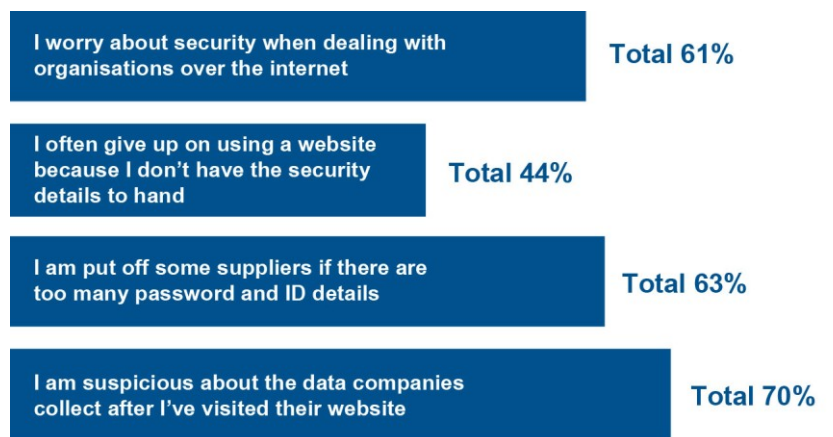 I worry about security when dealing with
organisations over the internet
Total 61%
I often give up on using a website
because I don’t have the security
details to hand
Total 44%
I am put off some suppliers if there are
too many password and ID details
Total 63%
I am suspicious about the data companies
collect after I’ve visited their website
Total 70%